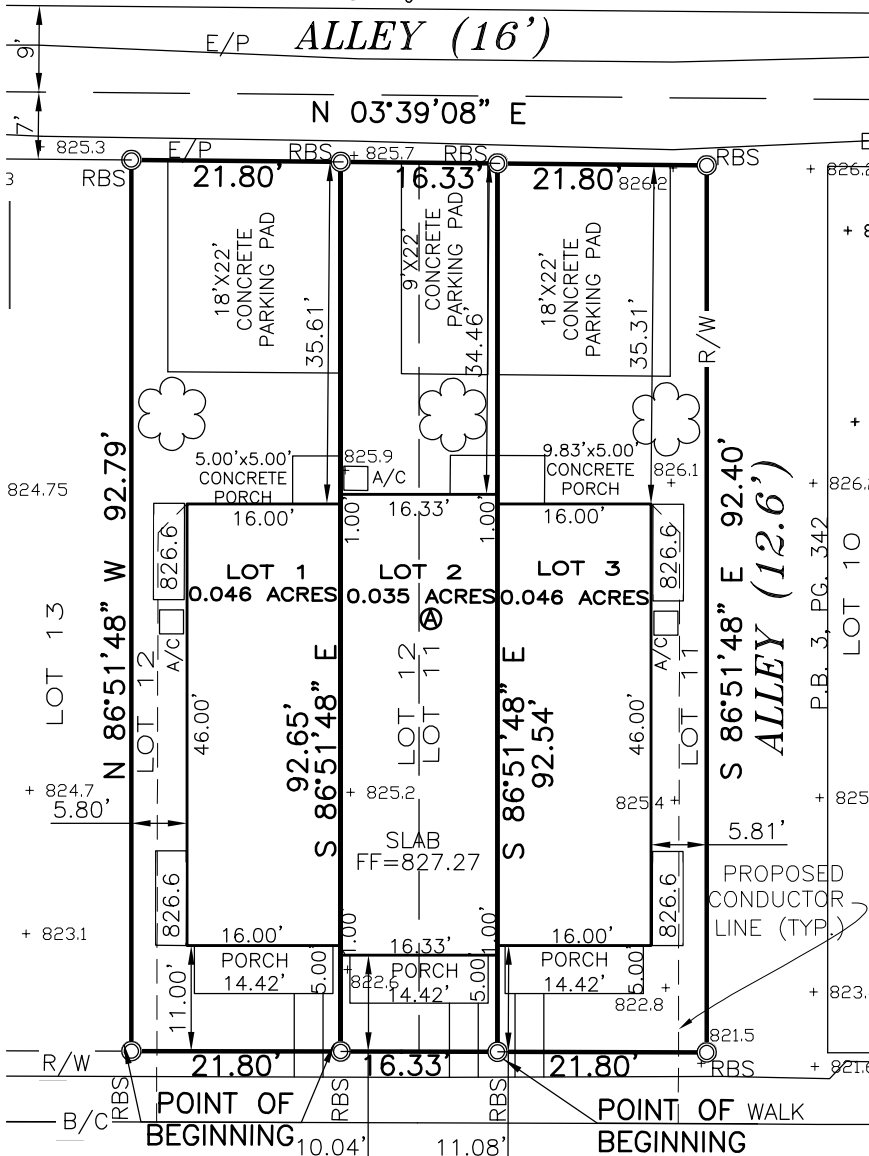 ALLEY (16')
E/P
9'
7'
N 03°39'08" E
825.3
E/P
RBS
825.7
RBS
RBS
RBS
21.80'
16.33'
21.80'
826.2
18'X22'
CONCRETE
PARKING PAD
9'X22'
CONCRETE
PARKING PAD
18'X22'
CONCRETE
PARKING PAD
35.61'
34.46'
35.31'
R/W
N 86°51'48" W 92.79'
S 86°51'48" E 92.40'
ALLEY (12.6')
P.B. 3, PG. 342
LOT 10
824.75
5.00'x5.00'
CONCRETE
PORCH
825.9
A/C
9.83'x5.00'
CONCRETE
PORCH
826.1
16.00'
1.00'
16.33'
1.00'
16.00'
826.6
826.6
LOT 1
0.046 ACRES
LOT 2
0.035 ACRES
LOT 3
0.046 ACRES
A
LOT 13
LOT 12
A/C
46.00'
92.65'
S 86°51'48" E
LOT 12
LOT 11
S 86°51'48" E
92.54'
46.00'
A/C
LOT 11
824.7
5.80'
825.2
825.4
5.81'
SLAB
FF=827.27
826.6
826.6
PROPOSED
CONDUCTOR
LINE (TYP.)
823.1
16.00'
1.00'
16.33'
1.00'
16.00'
PORCH
14.42'
5.00'
822.6
PORCH
14.42'
5.00'
PORCH
14.42'
5.00'
11.00'
822.8
821.5
R/W
21.80'
16.33'
21.80'
RBS
RBS
RBS
RBS
B/C
POINT OF
BEGINNING
10.04'
11.08'
POINT OF
BEGINNING
WALK